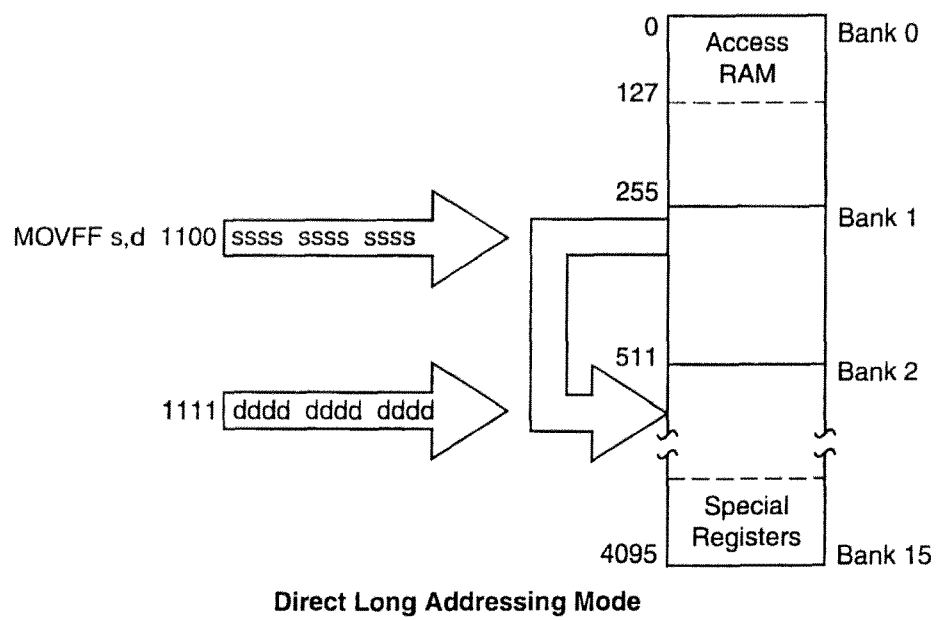 0
Bank 0
Access
RAM
127
255
Bank 1
MOVFF s,d 1100 ssss ssss ssss
511
Bank 2
1111 dddd dddd dddd
Special
Registers
4095
Bank 15
Direct Long Addressing Mode